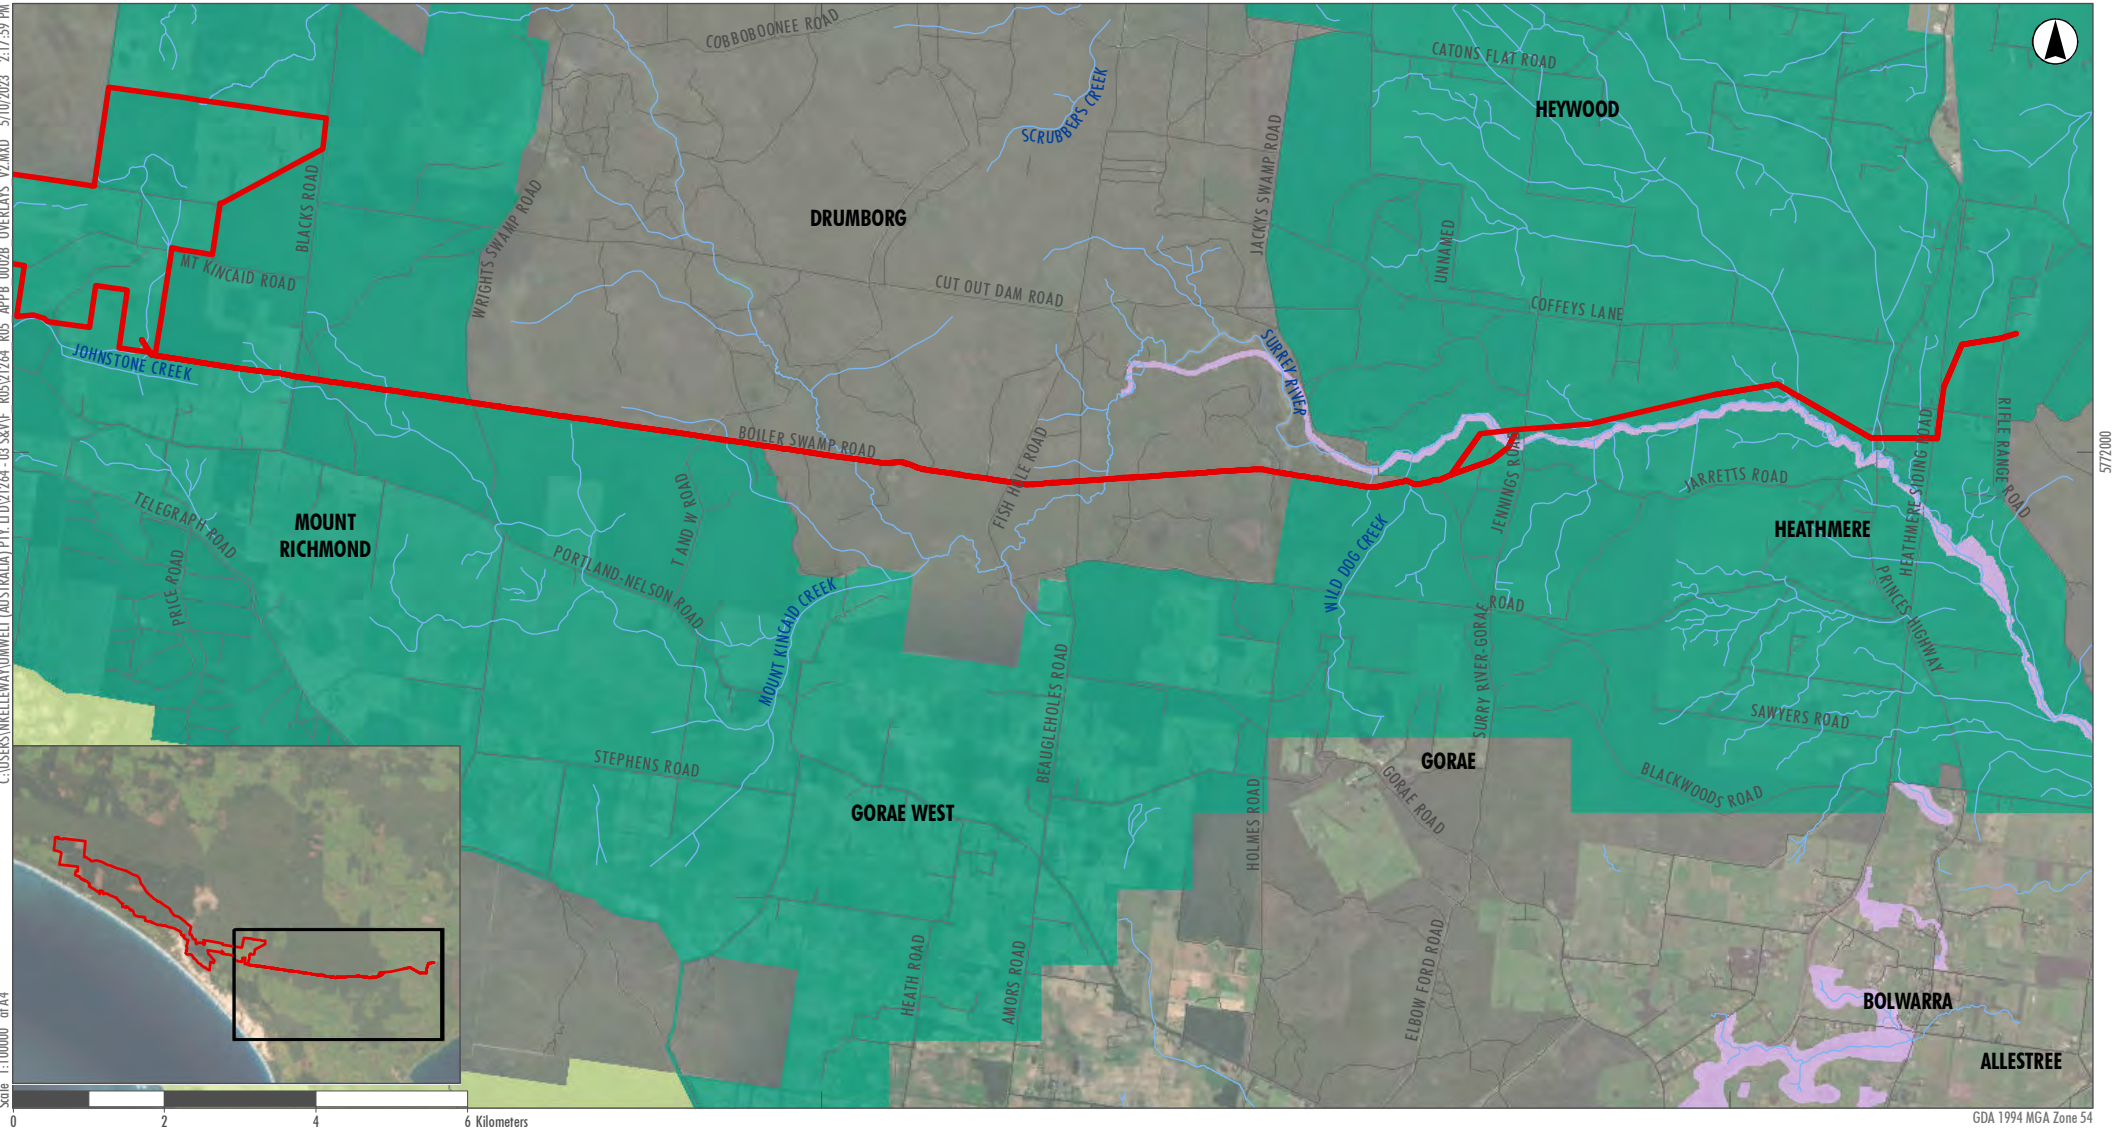 COBBOBOONEE ROAD
CATONS FLAT ROAD
HEYWOOD
SCRUBBERS CREEK
JACKYS SWAMP ROAD
BLACKS ROAD
WRIGHTS SWAMP ROAD
DRUMBORG
UNNAMED
MT KINCAID ROAD
CUT OUT DAM ROAD
COFFEYS LANE
JOHNSTONE CREEK
SURREY RIVER
BOILER SWAMP ROAD
FISH HOLE ROAD
T AND W ROAD
JENNINGS ROAD
JARRETTS ROAD
HEATHMERE SIDING ROAD
RIFLE RANGE ROAD
5772000
TELEGRAPH ROAD
MOUNT
RICHMOND
HEATHMERE
PRICE ROAD
PORTLAND-NELSON ROAD
MOUNT KINCAID CREEK
WILD DOG CREEK
ROAD
PRINCES HIGHWAY
SURRY RIVER-GORAE
BEAUGLEHOLES ROAD
SAWYERS ROAD
STEPHENS ROAD
GORAE
GORAE ROAD
BLACKWOODS ROAD
GORAE WEST
HOLMES ROAD
HEATH ROAD
AMORS ROAD
ELBOW FORD ROAD
BOLWARRA
ALLESTREE
0 2 4 6 Kilometers
GDA 1994 MGA Zone 54
Scale 1:100000 at A4